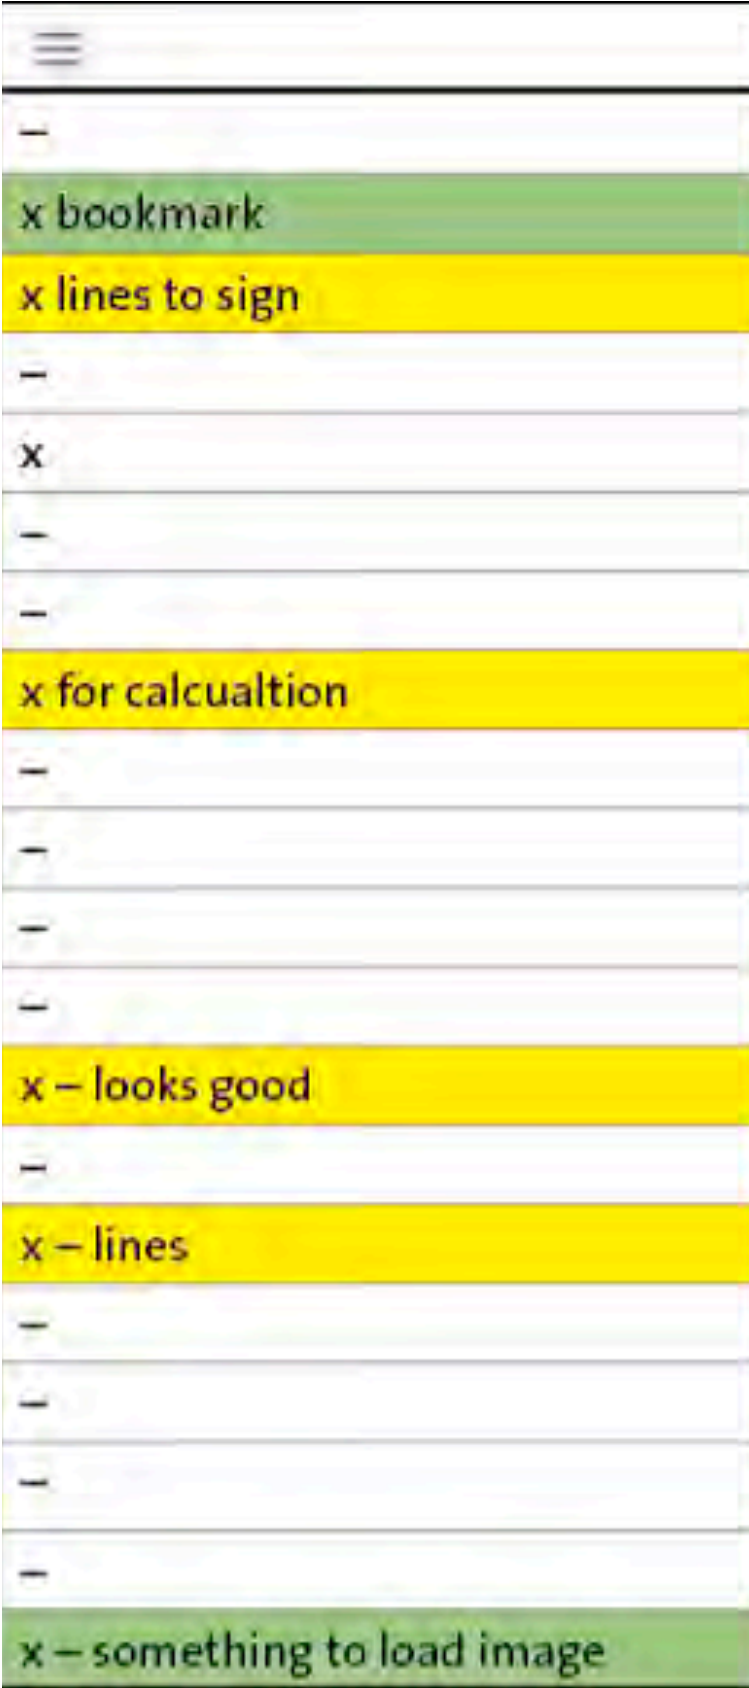 –
x bookmark
x lines to sign
–
x
–
–
x for calcualtion
–
–
–
–
x – looks good
–
x – lines
–
–
–
–
x – something to load image